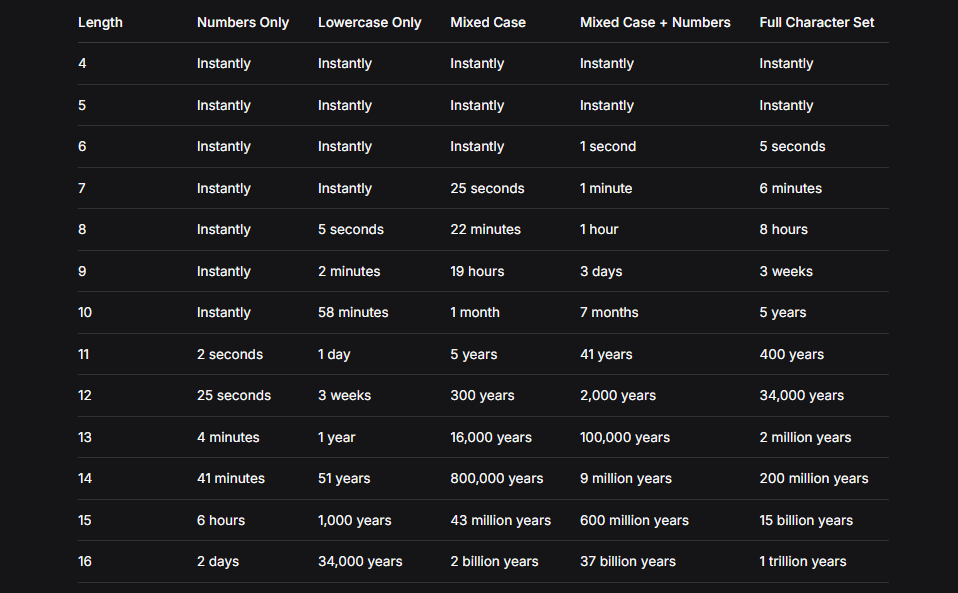 Length Numbers Only Lowercase Only Mixed Case Mixed Case + Numbers Full Character Set
4 Instantly Instantly Instantly Instantly Instantly
5 Instantly Instantly Instantly Instantly Instantly
6 Instantly Instantly Instantly 1 second 5 seconds
7 Instantly Instantly 25 seconds 1 minute 6 minutes
8 Instantly 5 seconds 22 minutes 1 hour 8 hours
9 Instantly 2 minutes 19 hours 3 days 3 weeks
10 Instantly 58 minutes 1 month 7 months 5 years
11 2 seconds 1 day 5 years 41 years 400 years
12 25 seconds 3 weeks 300 years 2,000 years 34,000 years
13 4 minutes 1 year 16,000 years 100,000 years 2 million years
14 41 minutes 51 years 800,000 years 9 million years 200 million years
15 6 hours 1,000 years 43 million years 600 million years 15 billion years
16 2 days 34,000 years 2 billion years 37 billion years 1 trillion years